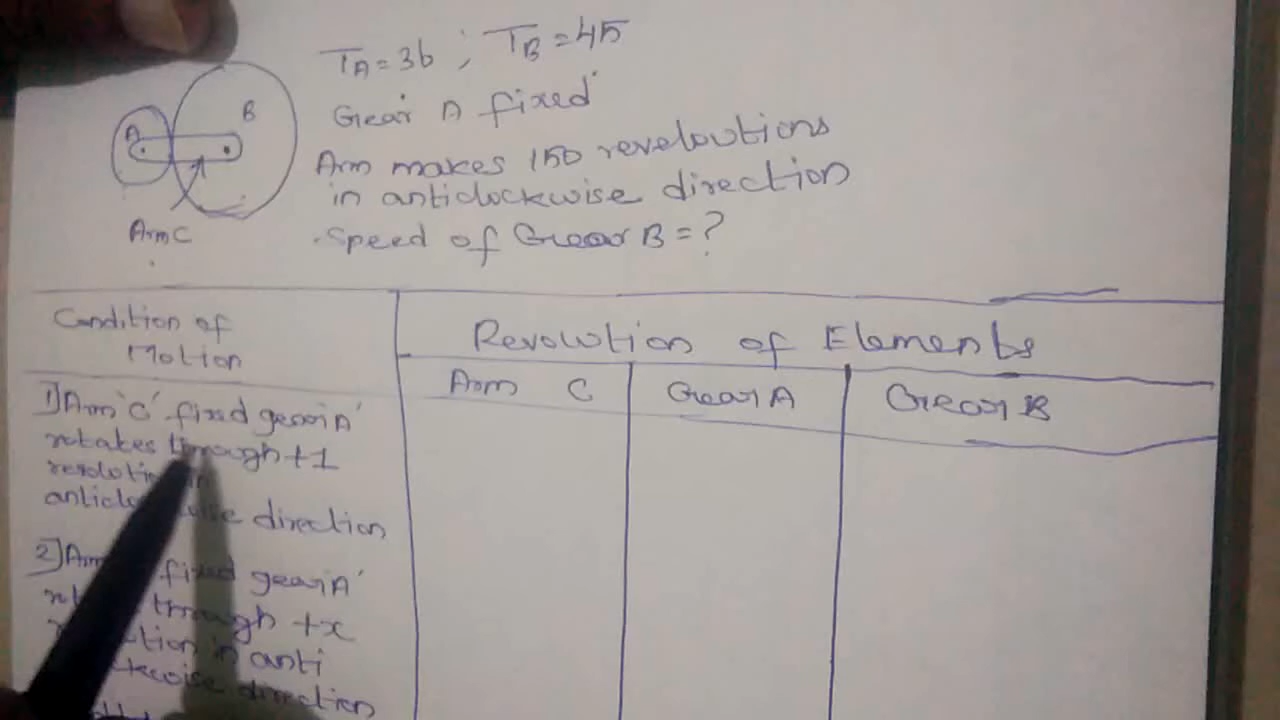 TA=36 ; TB=45
Gear A fixed
Arm makes 150 reveloutions
in anticlockwise direction
Speed of Gear B=?
A
B
Arm C
Condition of
Motion
Revolution of Elements
Arm C
Gear A
Gear B
1) Arm 'C' fixed gear 'A'
rotates through +1
direction
2) fixed gear 'A'
through +x
in anti
direction